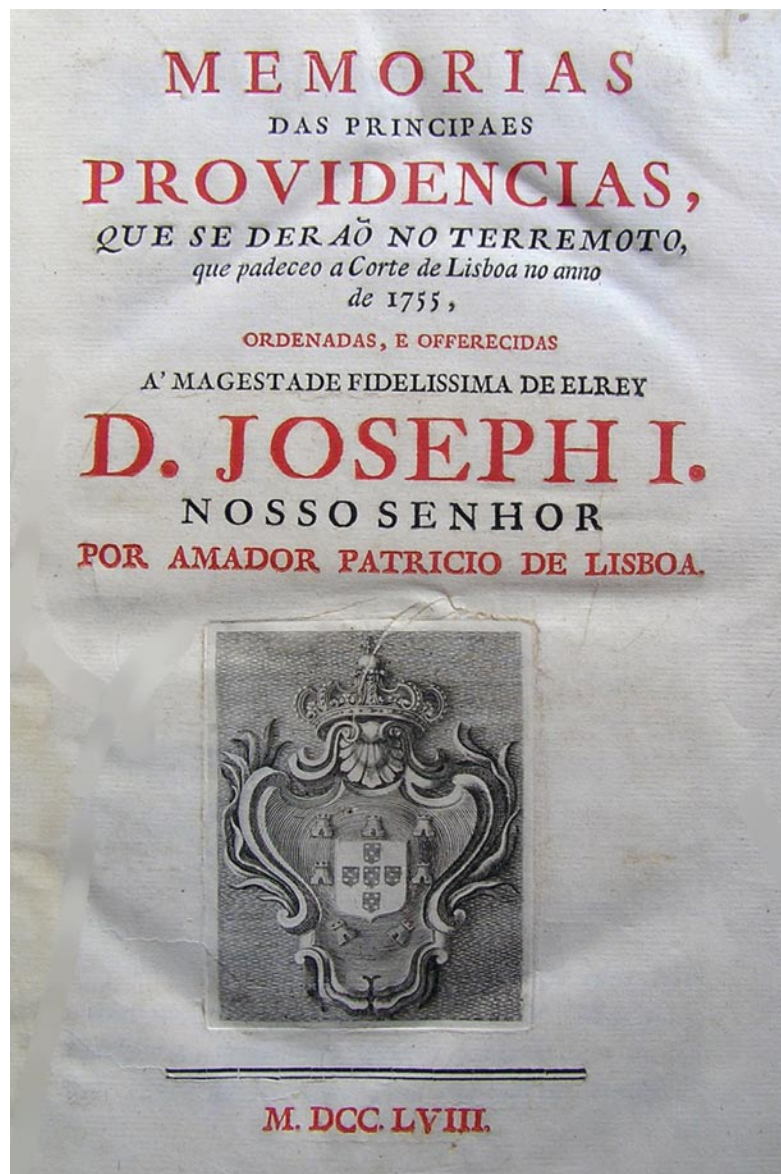 MEMORIAS
DAS PRINCIPAES
PROVIDENCIAS,
QUE SE DERAÕ NO TERREMOTO,
que padeceo a Corte de Lisboa no anno
de 1755,
ORDENADAS, E OFFERECIDAS
A' MAGESTADE FIDELISSIMA DE ELREY
D. JOSEPH I.
NOSSO SENHOR
POR AMADOR PATRICIO DE LISBOA.
M. DCC. LVIII.